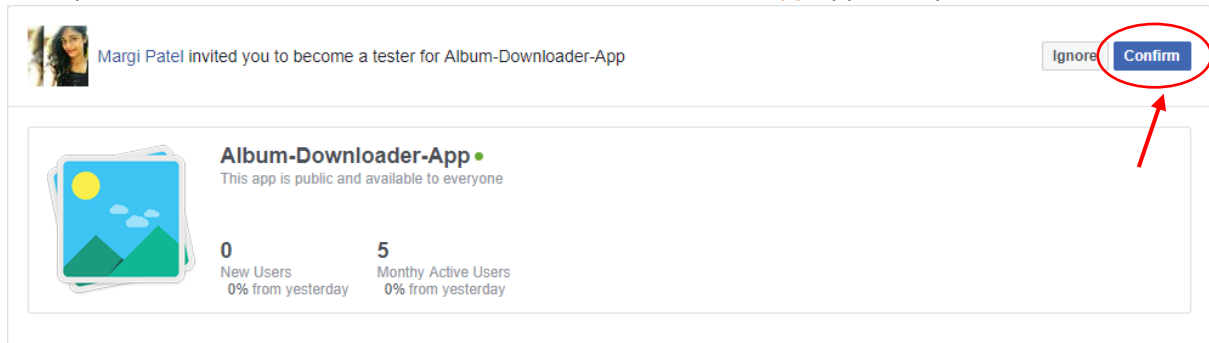 Margi Patel invited you to become a tester for Album-Downloader-App
Ignore Confirm
Album-Downloader-App
This app is public and available to everyone
0 5
New Users Monthy Active Users
0% from yesterday 0% from yesterday